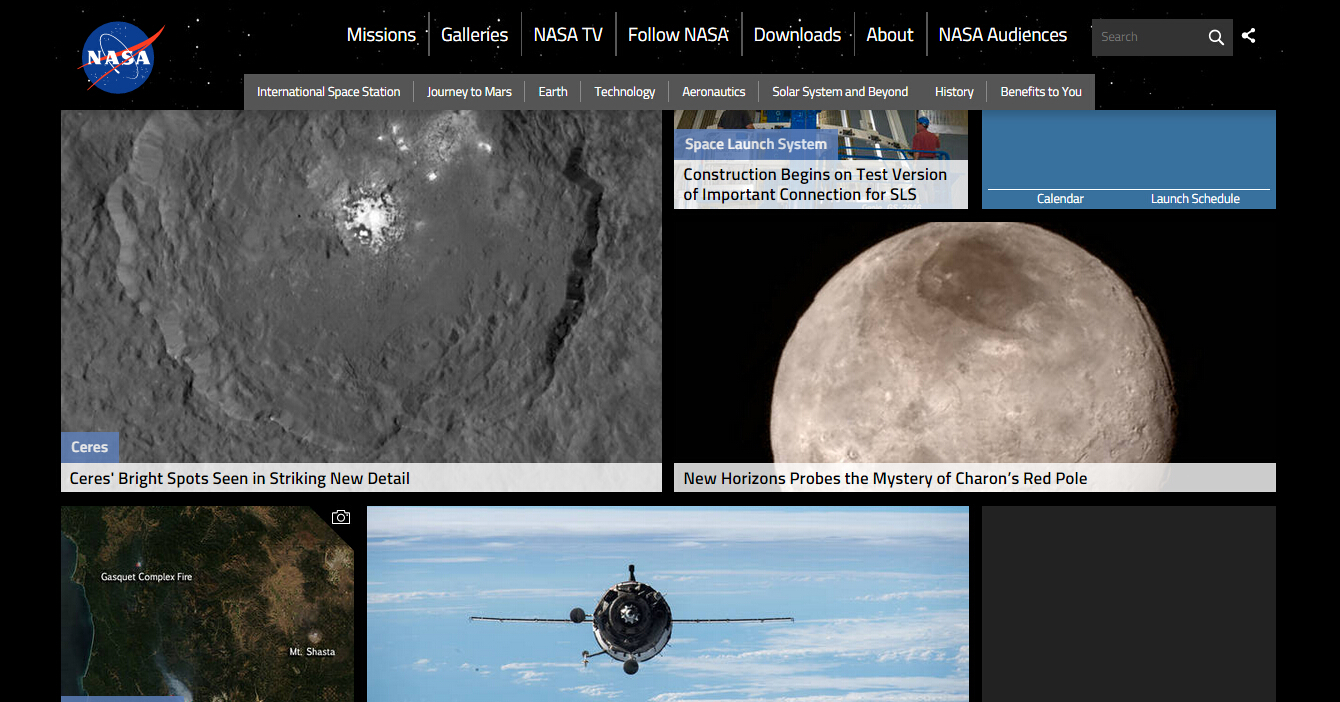 NASA
Missions
Galleries
NASA TV
Follow NASA
Downloads
About
NASA Audiences
Search
International Space Station
Journey to Mars
Earth
Technology
Aeronautics
Solar System and Beyond
History
Benefits to You
Space Launch System
Construction Begins on Test Version
of Important Connection for SLS
Calendar
Launch Schedule
Ceres
Ceres' Bright Spots Seen in Striking New Detail
New Horizons Probes the Mystery of Charon’s Red Pole
Gasquet Complex Fire
Mt. Shasta